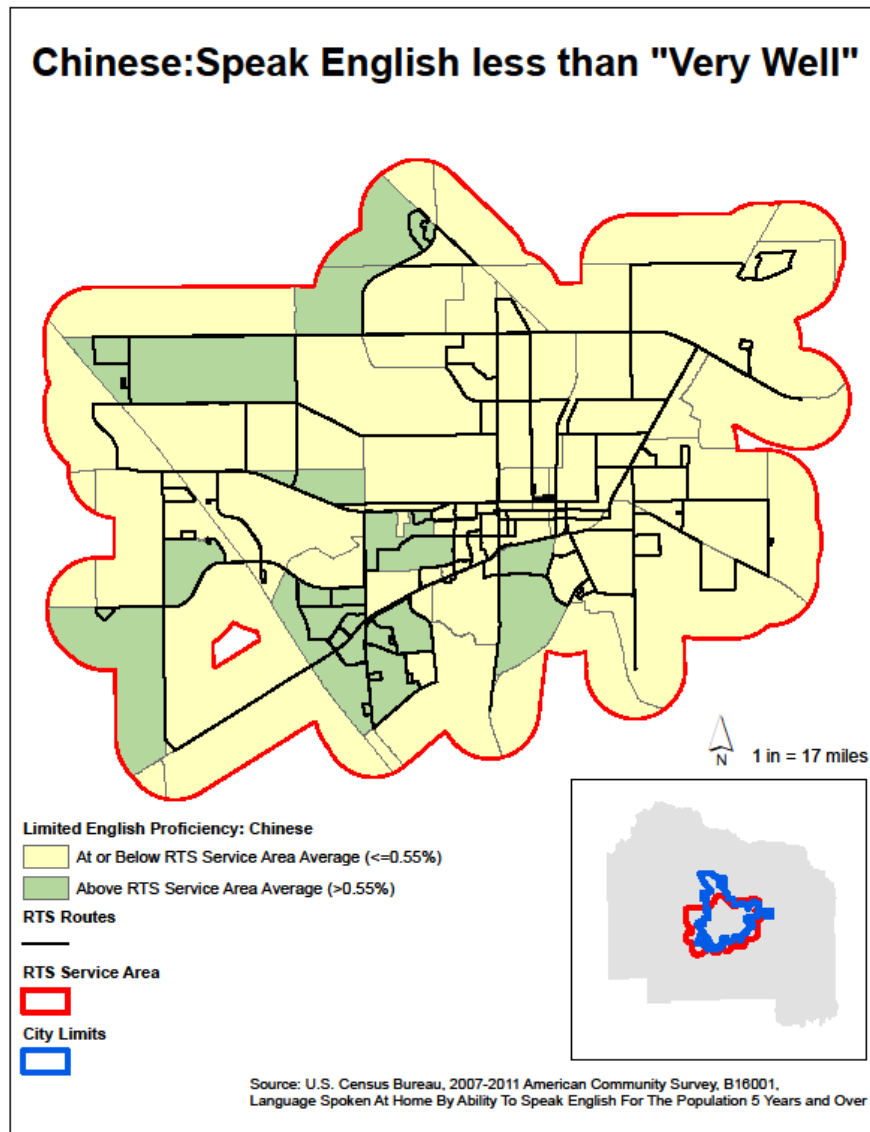 Chinese:Speak English less than "Very Well"
N
1 in = 17 miles
Limited English Proficiency: Chinese
At or Below RTS Service Area Average (<=0.55%)
Above RTS Service Area Average (>0.55%)
RTS Routes
RTS Service Area
City Limits
Source: U.S. Census Bureau, 2007-2011 American Community Survey, B16001,
Language Spoken At Home By Ability To Speak English For The Population 5 Years and Over